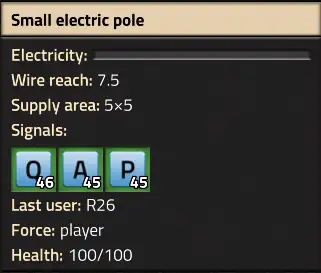 Small electric pole
Electricity:
Wire reach: 7.5
Supply area: 5×5
Signals:
Q 46 A 45 P 45
Last user: R26
Force: player
Health: 100/100